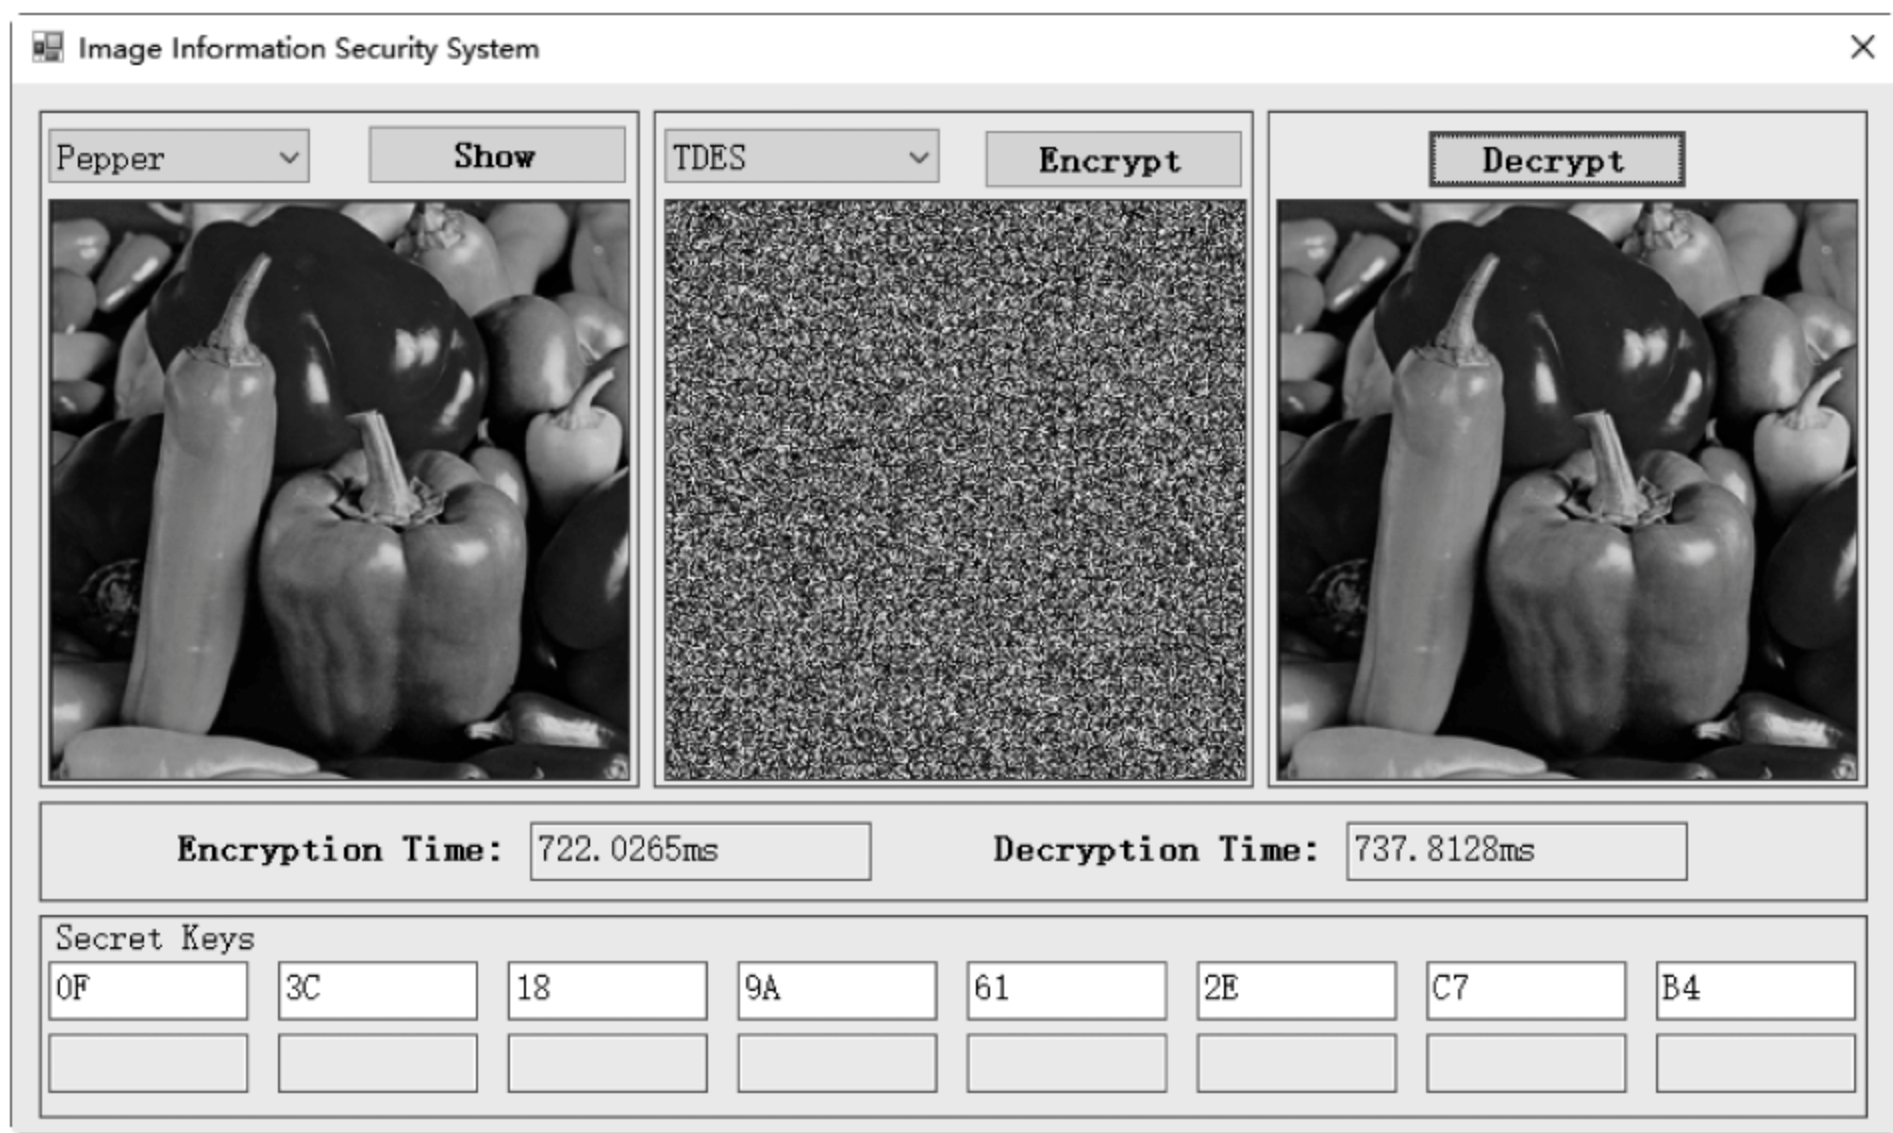 Image Information Security System
Pepper
Show
TDES
Encrypt
Decrypt
Encryption Time: 722.0265ms
Decryption Time: 737.8128ms
Secret Keys
0F 3C 18 9A 61 2E C7 B4